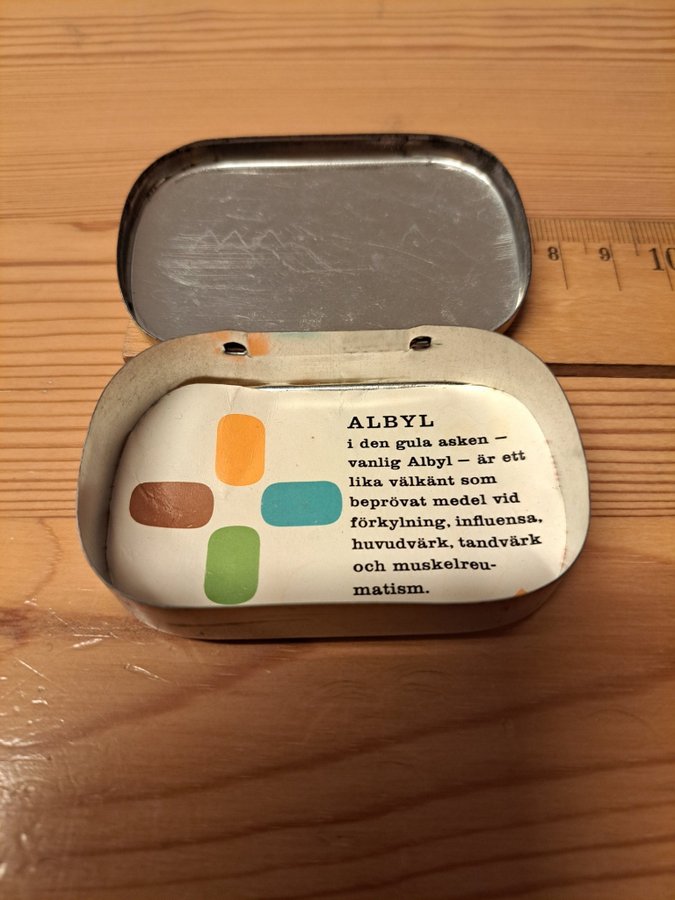 8 9 10
ALBYL
i den gula asken —
vanlig Albyl — är ett
lika välkänt som
beprövat medel vid
förkylning, influensa,
huvudvärk, tandvärk
och muskelreu-
matism.